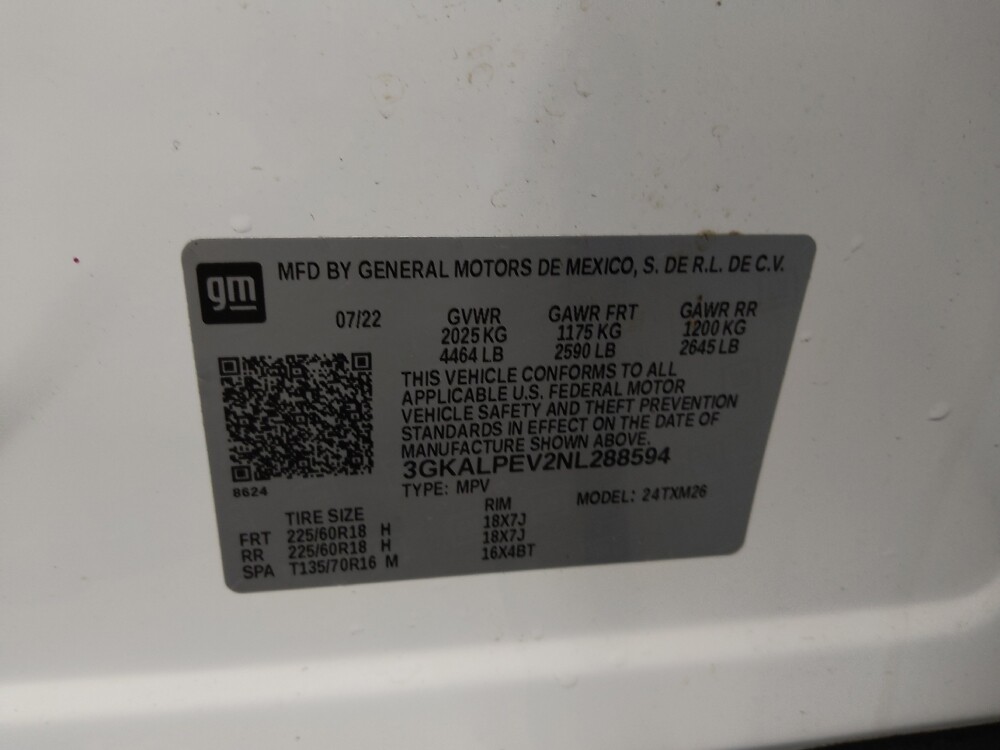 gm MFD BY GENERAL MOTORS DE MEXICO, S. DE R.L. DE C.V.
07/22 GVWR GAWR FRT GAWR RR
2025 KG 1175 KG 1200 KG
4464 LB 2590 LB 2645 LB
THIS VEHICLE CONFORMS TO ALL
APPLICABLE U.S. FEDERAL MOTOR
VEHICLE SAFETY AND THEFT PREVENTION
STANDARDS IN EFFECT ON THE DATE OF
MANUFACTURE SHOWN ABOVE.
3GKALPEV2NL288594
8624 TYPE: MPV MODEL: 24TXM26
TIRE SIZE RIM
FRT 225/60R18 H 18X7J
RR 225/60R18 H 18X7J
SPA T135/70R16 M 16X4BT